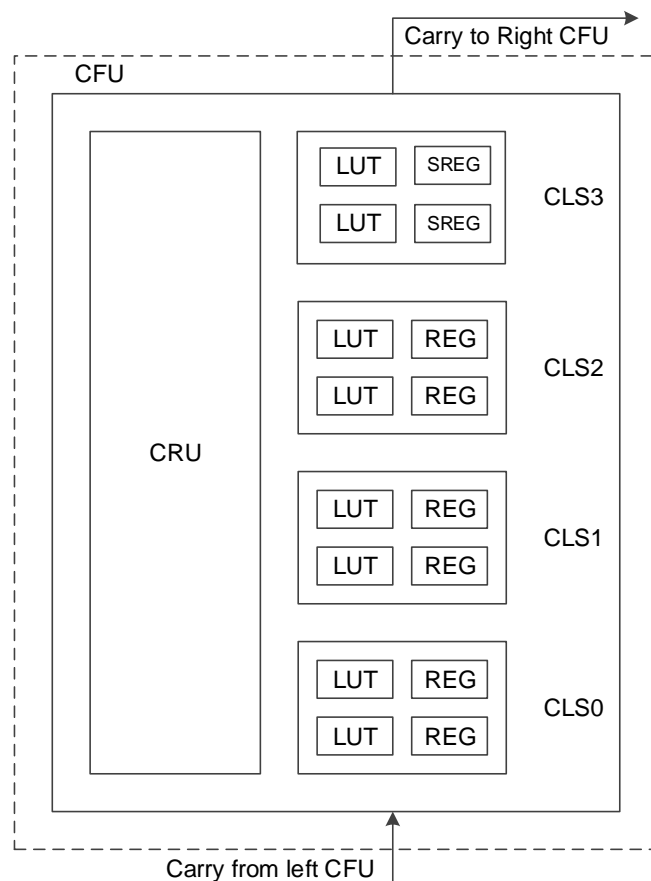 Carry to Right CFU
CFU
LUT SREG
LUT SREG
CLS3
LUT REG
LUT REG
CLS2
CRU
LUT REG
LUT REG
CLS1
LUT REG
LUT REG
CLS0
Carry from left CFU